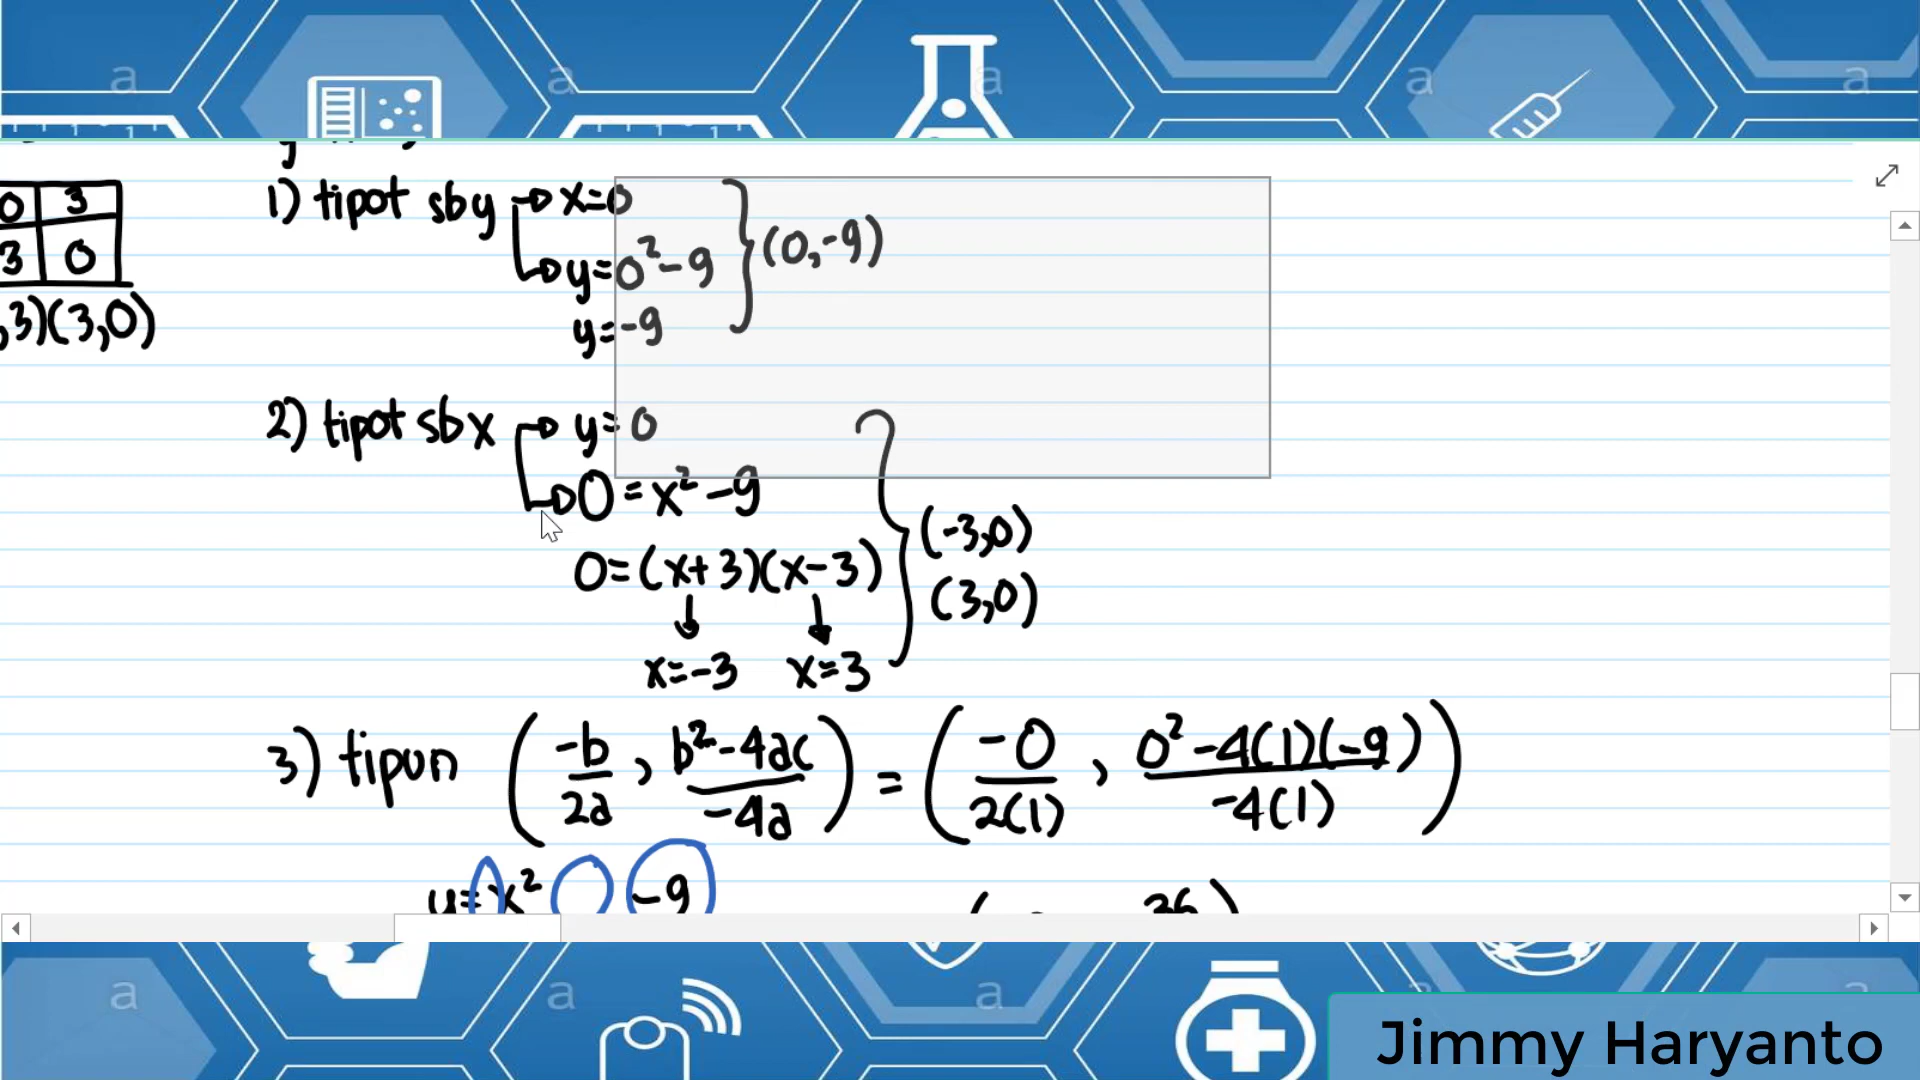 0 3
3 0
,3)(3,0)
1) tipot sby → x=0
→ y=0²-9
y=-9
} (0,-9)
2) tipot sbx → y=0
→ 0=x²-9
0=(x+3)(x-3)
↓ ↓
x=-3 x=3
} (-3,0)
(3,0)
3) tipun (-b/2a , b²-4ac/-4a) = (-0/2(1) , 0²-4(1)(-9)/-4(1))
y=x² -9
( 36 )
a a a a a
a a a
Jimmy Haryanto